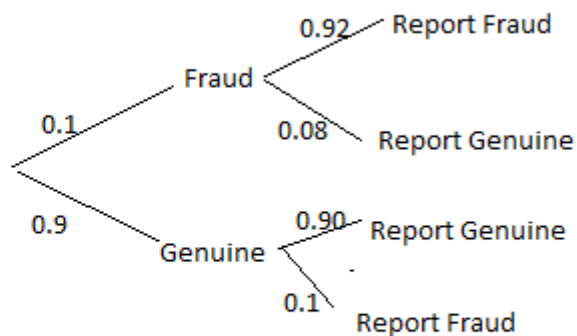 0.92
Report Fraud
Fraud
0.1
0.08
Report Genuine
0.9
0.90
Report Genuine
Genuine
0.1
Report Fraud